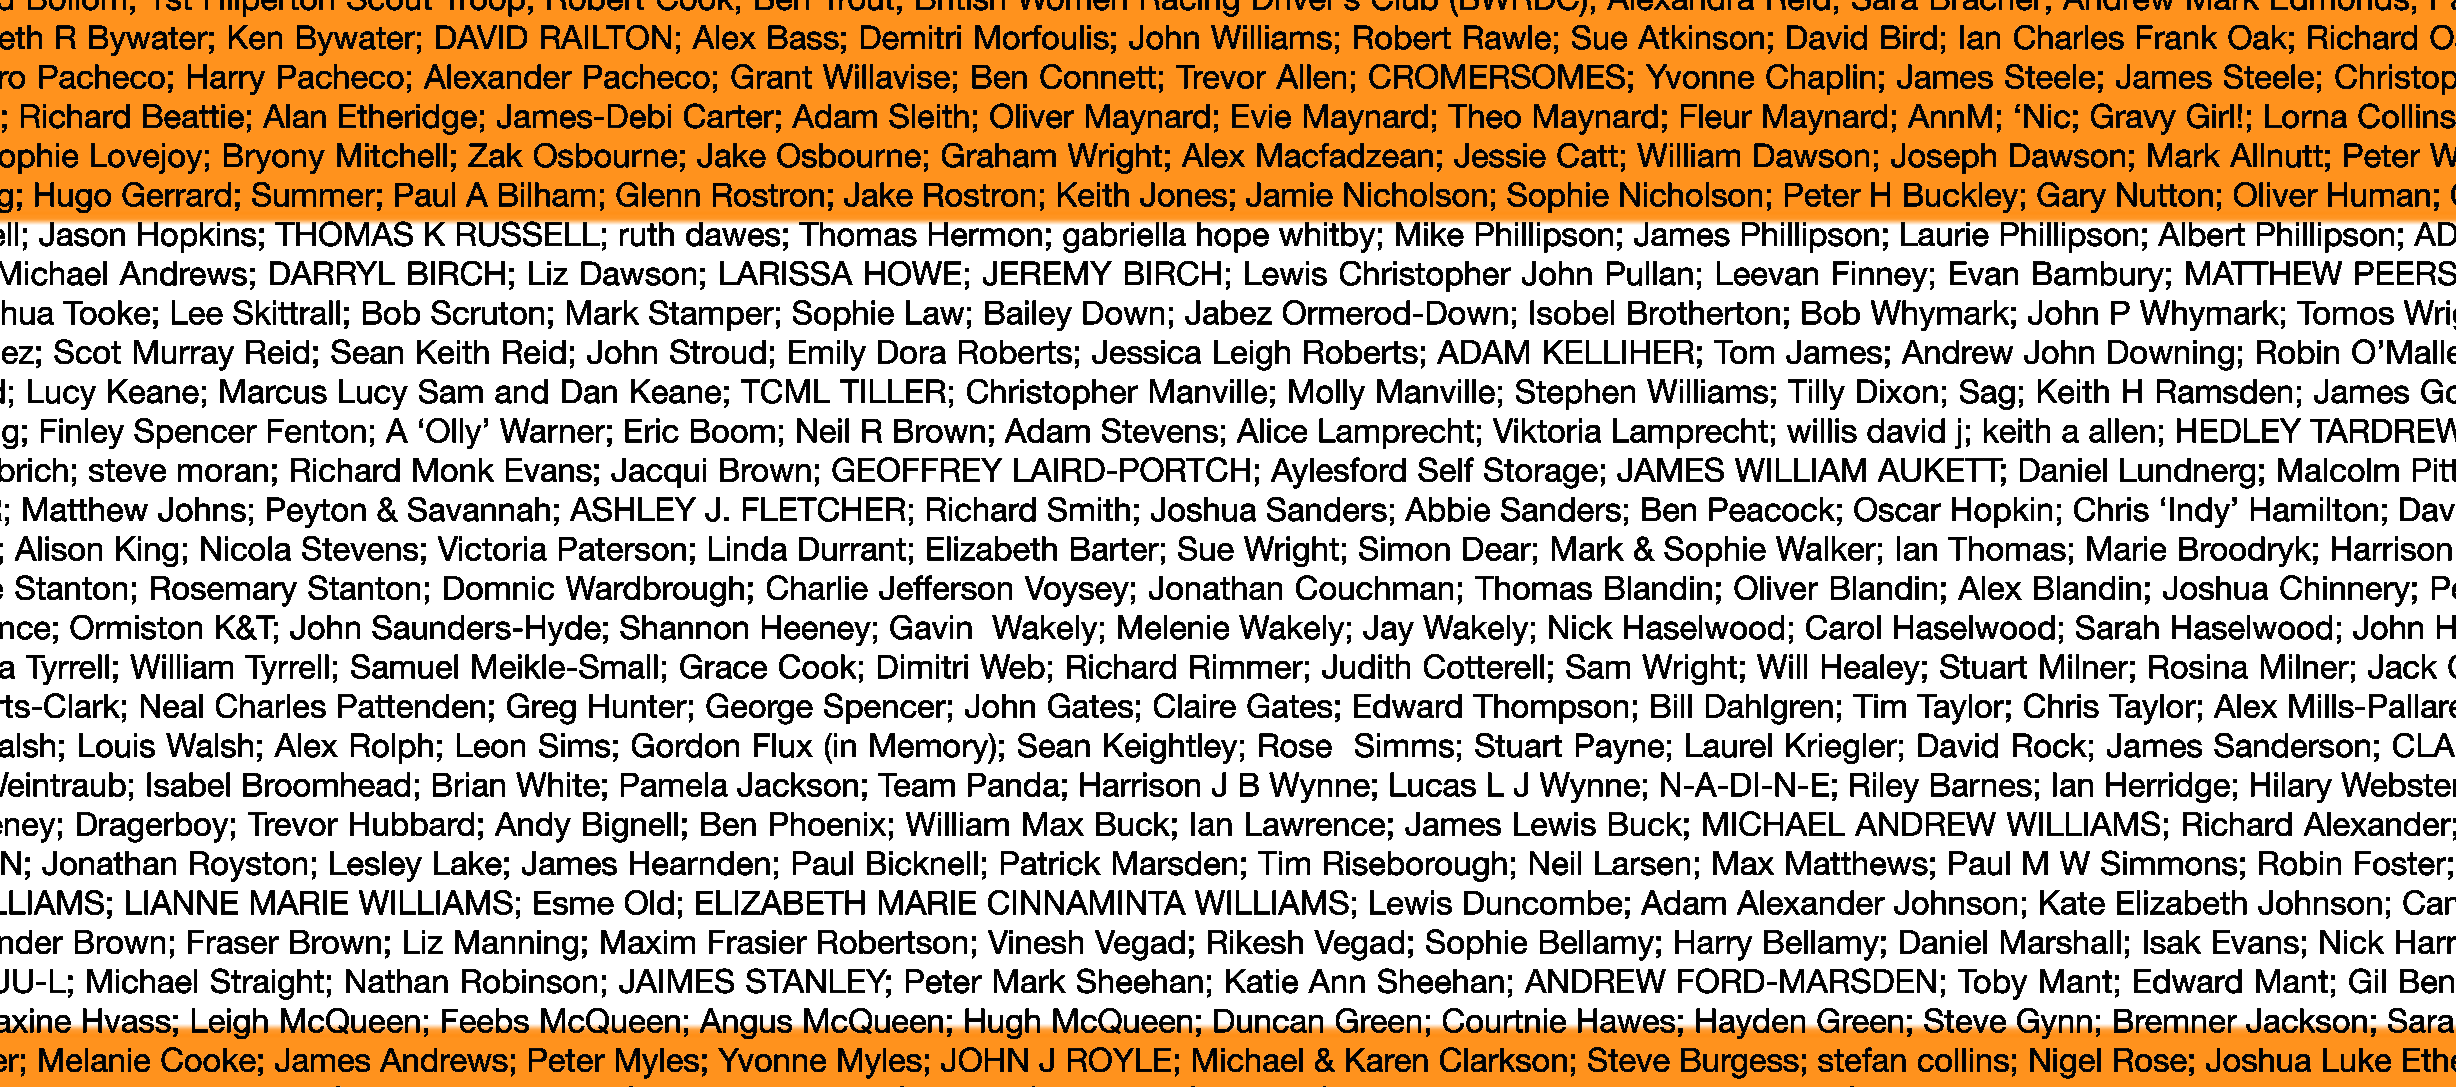 Bollom; 1st Hilperton Scout Troop; Robert Cook; Ben Trout; British Women Racing Driver's Club (BWRDC); Alexandra Reid; Sara Bracher; Andrew Mark Edmonds;
R Bywater; Ken Bywater; DAVID RAILTON; Alex Bass; Demitri Morfoulis; John Williams; Robert Rawle; Sue Atkinson; David Bird; Ian Charles Frank Oak; Richard
Pacheco; Harry Pacheco; Alexander Pacheco; Grant Willavise; Ben Connett; Trevor Allen; CROMERSOMES; Yvonne Chaplin; James Steele; James Steele; Christop
; Richard Beattie; Alan Etheridge; James-Debi Carter; Adam Sleith; Oliver Maynard; Evie Maynard; Theo Maynard; Fleur Maynard; AnnM; ‘Nic; Gravy Girl!; Lorna Collins
ophie Lovejoy; Bryony Mitchell; Zak Osbourne; Jake Osbourne; Graham Wright; Alex Macfadzean; Jessie Catt; William Dawson; Joseph Dawson; Mark Allnutt; Peter W
g; Hugo Gerrard; Summer; Paul A Bilham; Glenn Rostron; Jake Rostron; Keith Jones; Jamie Nicholson; Sophie Nicholson; Peter H Buckley; Gary Nutton; Oliver Human;
ell; Jason Hopkins; THOMAS K RUSSELL; ruth dawes; Thomas Hermon; gabriella hope whitby; Mike Phillipson; James Phillipson; Laurie Phillipson; Albert Phillipson; AD
Michael Andrews; DARRYL BIRCH; Liz Dawson; LARISSA HOWE; JEREMY BIRCH; Lewis Christopher John Pullan; Leevan Finney; Evan Bambury; MATTHEW PEERS
hua Tooke; Lee Skittrall; Bob Scruton; Mark Stamper; Sophie Law; Bailey Down; Jabez Ormerod-Down; Isobel Brotherton; Bob Whymark; John P Whymark; Tomos Wrig
ez; Scot Murray Reid; Sean Keith Reid; John Stroud; Emily Dora Roberts; Jessica Leigh Roberts; ADAM KELLIHER; Tom James; Andrew John Downing; Robin O’Malle
; Lucy Keane; Marcus Lucy Sam and Dan Keane; TCML TILLER; Christopher Manville; Molly Manville; Stephen Williams; Tilly Dixon; Sag; Keith H Ramsden; James Go
g; Finley Spencer Fenton; A ‘Olly’ Warner; Eric Boom; Neil R Brown; Adam Stevens; Alice Lamprecht; Viktoria Lamprecht; willis david j; keith a allen; HEDLEY TARDREW
brich; steve moran; Richard Monk Evans; Jacqui Brown; GEOFFREY LAIRD-PORTCH; Aylesford Self Storage; JAMES WILLIAM AUKETT; Daniel Lundnerg; Malcolm Pitt
; Matthew Johns; Peyton & Savannah; ASHLEY J. FLETCHER; Richard Smith; Joshua Sanders; Abbie Sanders; Ben Peacock; Oscar Hopkin; Chris ‘Indy’ Hamilton; Dav
; Alison King; Nicola Stevens; Victoria Paterson; Linda Durrant; Elizabeth Barter; Sue Wright; Simon Dear; Mark & Sophie Walker; Ian Thomas; Marie Broodryk; Harrison
Stanton; Rosemary Stanton; Domnic Wardbrough; Charlie Jefferson Voysey; Jonathan Couchman; Thomas Blandin; Oliver Blandin; Alex Blandin; Joshua Chinnery; Pe
nce; Ormiston K&T; John Saunders-Hyde; Shannon Heeney; Gavin  Wakely; Melenie Wakely; Jay Wakely; Nick Haselwood; Carol Haselwood; Sarah Haselwood; John H
a Tyrrell; William Tyrrell; Samuel Meikle-Small; Grace Cook; Dimitri Web; Richard Rimmer; Judith Cotterell; Sam Wright; Will Healey; Stuart Milner; Rosina Milner; Jack
rts-Clark; Neal Charles Pattenden; Greg Hunter; George Spencer; John Gates; Claire Gates; Edward Thompson; Bill Dahlgren; Tim Taylor; Chris Taylor; Alex Mills-Pallare
alsh; Louis Walsh; Alex Rolph; Leon Sims; Gordon Flux (in Memory); Sean Keightley; Rose  Simms; Stuart Payne; Laurel Kriegler; David Rock; James Sanderson; CLA
Weintraub; Isabel Broomhead; Brian White; Pamela Jackson; Team Panda; Harrison J B Wynne; Lucas L J Wynne; N-A-DI-N-E; Riley Barnes; Ian Herridge; Hilary Webster
eney; Dragerboy; Trevor Hubbard; Andy Bignell; Ben Phoenix; William Max Buck; Ian Lawrence; James Lewis Buck; MICHAEL ANDREW WILLIAMS; Richard Alexander;
N; Jonathan Royston; Lesley Lake; James Hearnden; Paul Bicknell; Patrick Marsden; Tim Riseborough; Neil Larsen; Max Matthews; Paul M W Simmons; Robin Foster;
LLIAMS; LIANNE MARIE WILLIAMS; Esme Old; ELIZABETH MARIE CINNAMINTA WILLIAMS; Lewis Duncombe; Adam Alexander Johnson; Kate Elizabeth Johnson; Car
nder Brown; Fraser Brown; Liz Manning; Maxim Frasier Robertson; Vinesh Vegad; Rikesh Vegad; Sophie Bellamy; Harry Bellamy; Daniel Marshall; Isak Evans; Nick Harr
JU-L; Michael Straight; Nathan Robinson; JAIMES STANLEY; Peter Mark Sheehan; Katie Ann Sheehan; ANDREW FORD-MARSDEN; Toby Mant; Edward Mant; Gil Ben
axine Hvass; Leigh McQueen; Feebs McQueen; Angus McQueen; Hugh McQueen; Duncan Green; Courtnie Hawes; Hayden Green; Steve Gynn; Bremner Jackson; Sara
er; Melanie Cooke; James Andrews; Peter Myles; Yvonne Myles; JOHN J ROYLE; Michael & Karen Clarkson; Steve Burgess; stefan collins; Nigel Rose; Joshua Luke Ethe